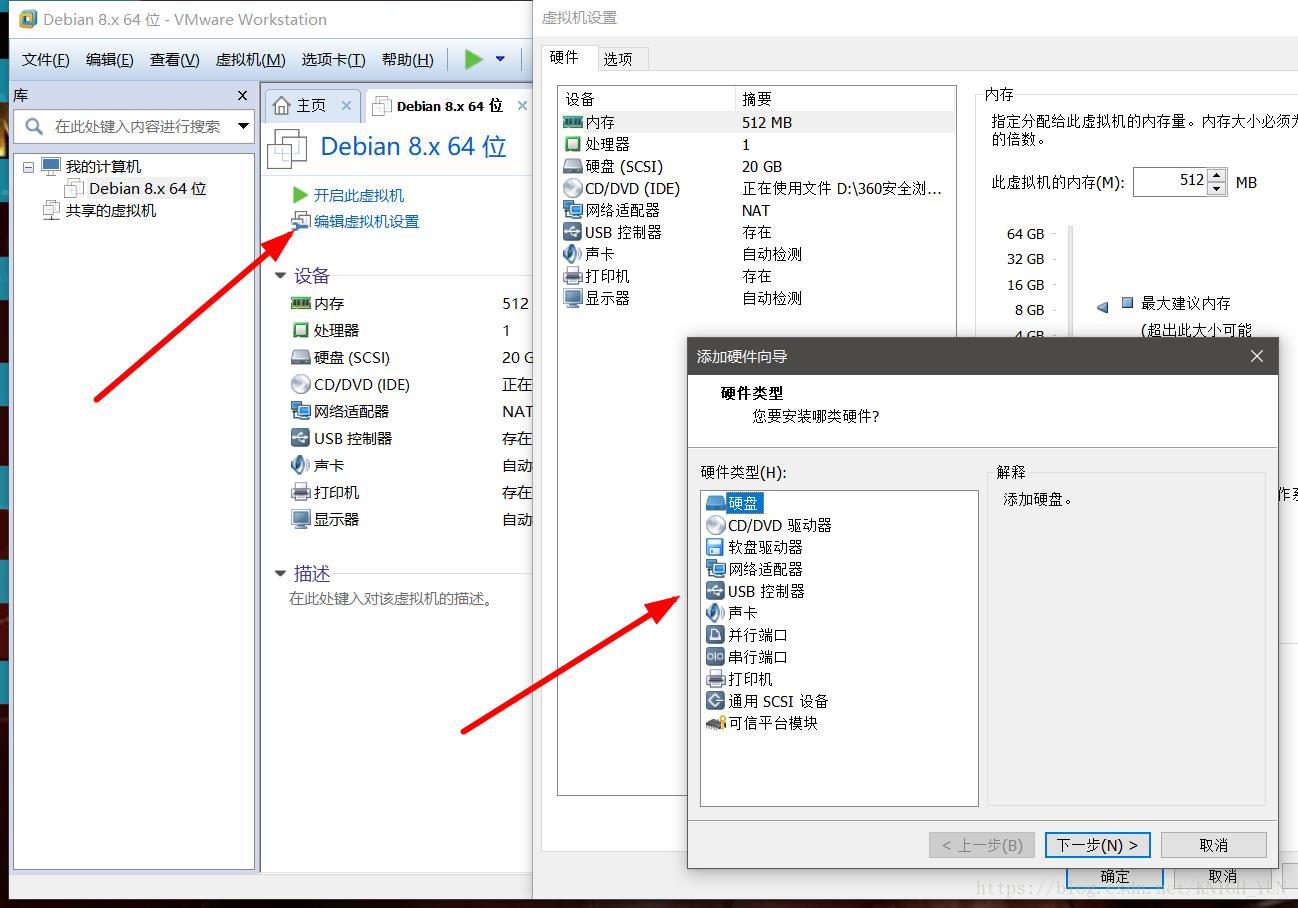 Debian 8.x 64 位 - VMware Workstation
文件(F) 编辑(E) 查看(V) 虚拟机(M) 选项卡(T) 帮助(H)
库
在此处键入内容进行搜索
我的计算机
Debian 8.x 64 位
共享的虚拟机
主页
Debian 8.x 64 位
Debian 8.x 64 位
开启此虚拟机
编辑虚拟机设置
设备
内存 512
处理器 1
硬盘 (SCSI) 20 G
CD/DVD (IDE) 正在
网络适配器 NAT
USB 控制器 存在
声卡 自动
打印机 存在
显示器 自动
描述
在此处键入对该虚拟机的描述。
虚拟机设置
硬件 选项
设备 摘要
内存 512 MB
处理器 1
硬盘 (SCSI) 20 GB
CD/DVD (IDE) 正在使用文件 D:\360安全浏...
网络适配器 NAT
USB 控制器 存在
声卡 自动检测
打印机 存在
显示器 自动检测
内存
指定分配给此虚拟机的内存量。内存大小必须为
的倍数。
此虚拟机的内存(M): 512 MB
64 GB
32 GB
16 GB
8 GB
4 GB
最大建议内存
(超出此大小可能
添加硬件向导
硬件类型
您要安装哪类硬件?
硬件类型(H):
硬盘
CD/DVD 驱动器
软盘驱动器
网络适配器
USB 控制器
声卡
并行端口
串行端口
打印机
通用 SCSI 设备
可信平台模块
解释
添加硬盘。
作系
< 上一步(B) 下一步(N) > 取消
确定 取消
https://blog.csdn.net/KNIGH_YUN